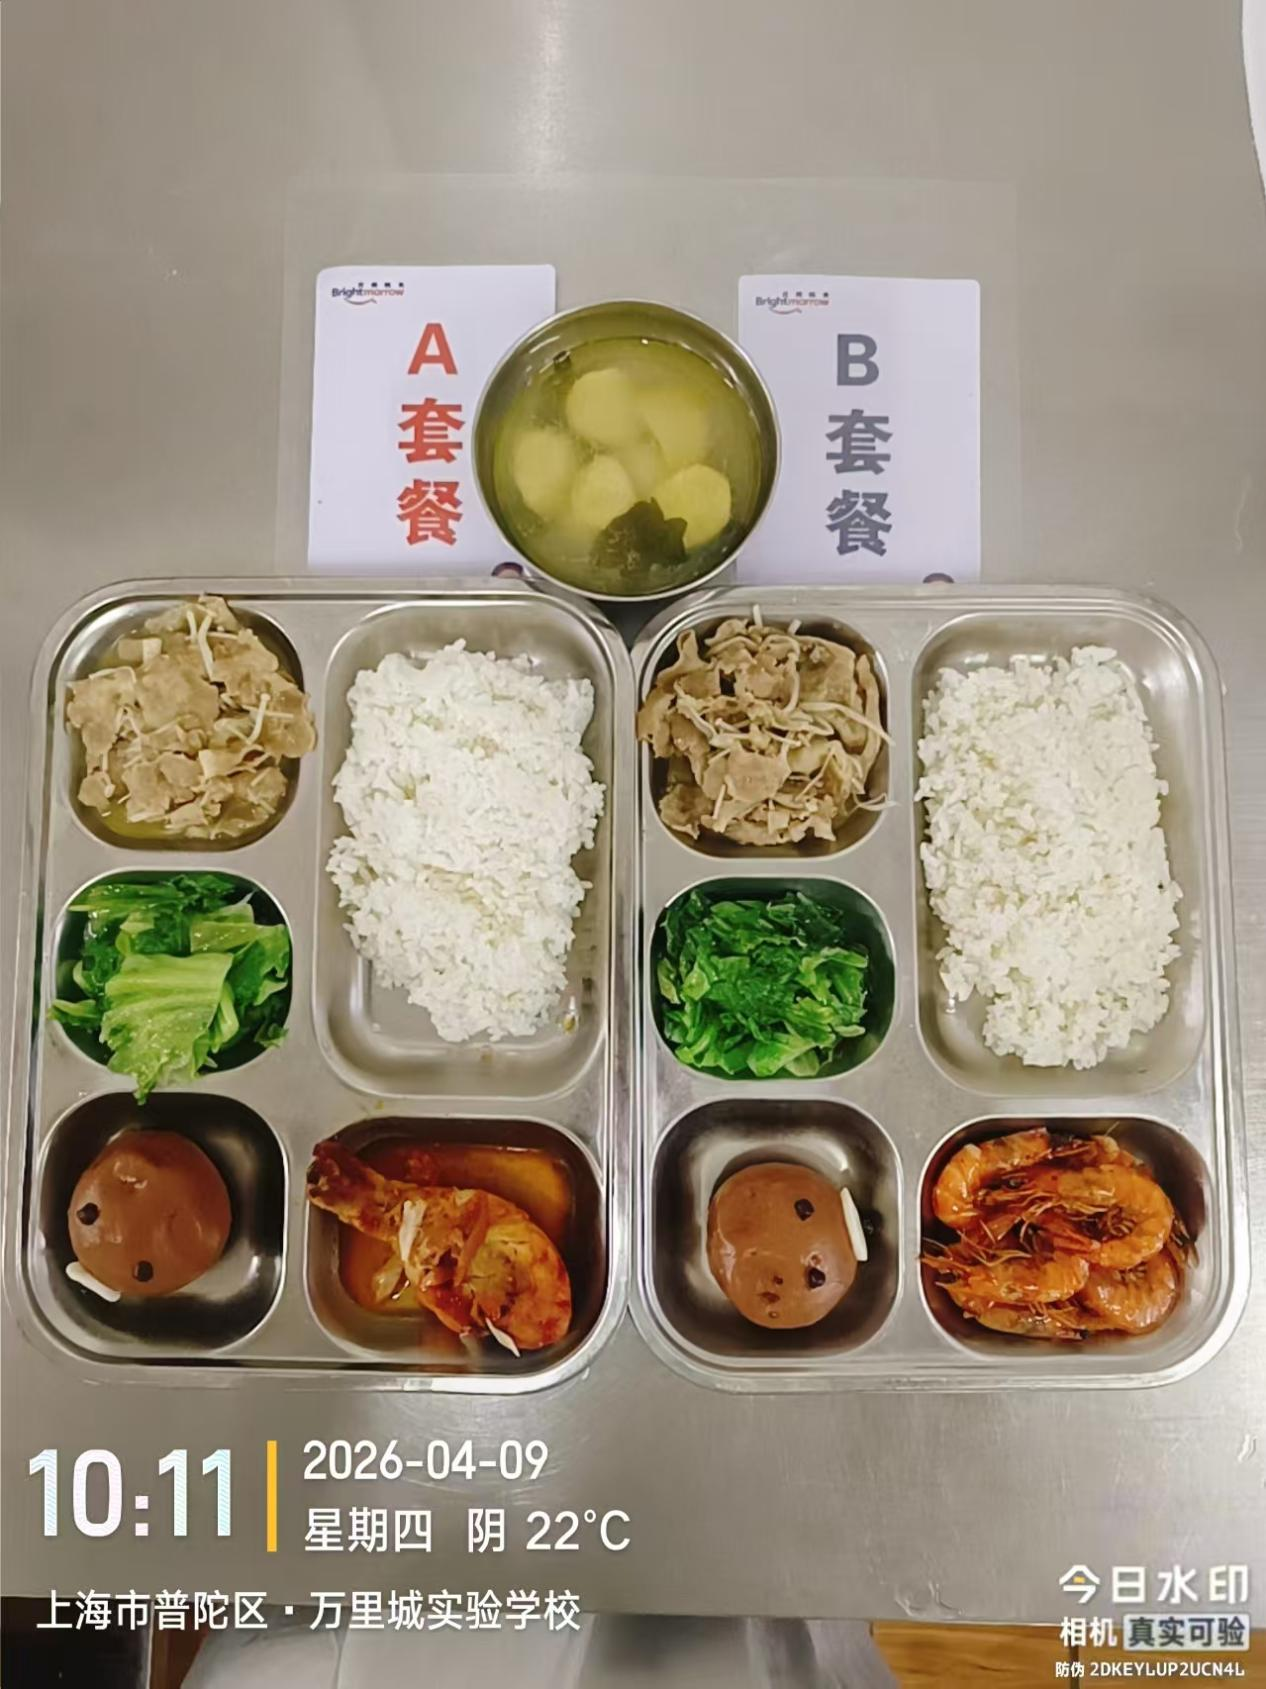 Brightmarrow
A
套
餐
Brightmarrow
B
套
餐
10:11
2026-04-09
星期四 阴 22°C
上海市普陀区·万里城实验学校
今日水印
相机 真实可验
防伪 2DKEYLUP2UCN4L